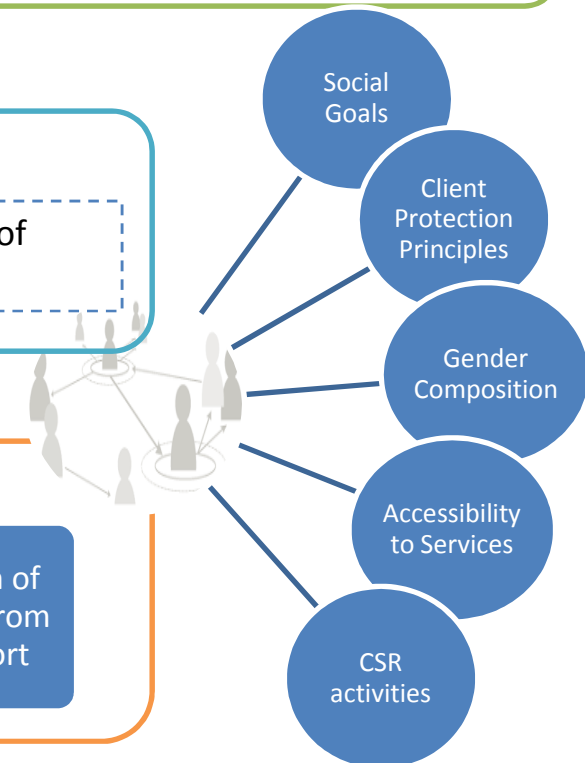 Social
Goals
Client
Protection
Principles
of
Gender
Composition
Accessibility
to Services
of
rom
ort
CSR
activities